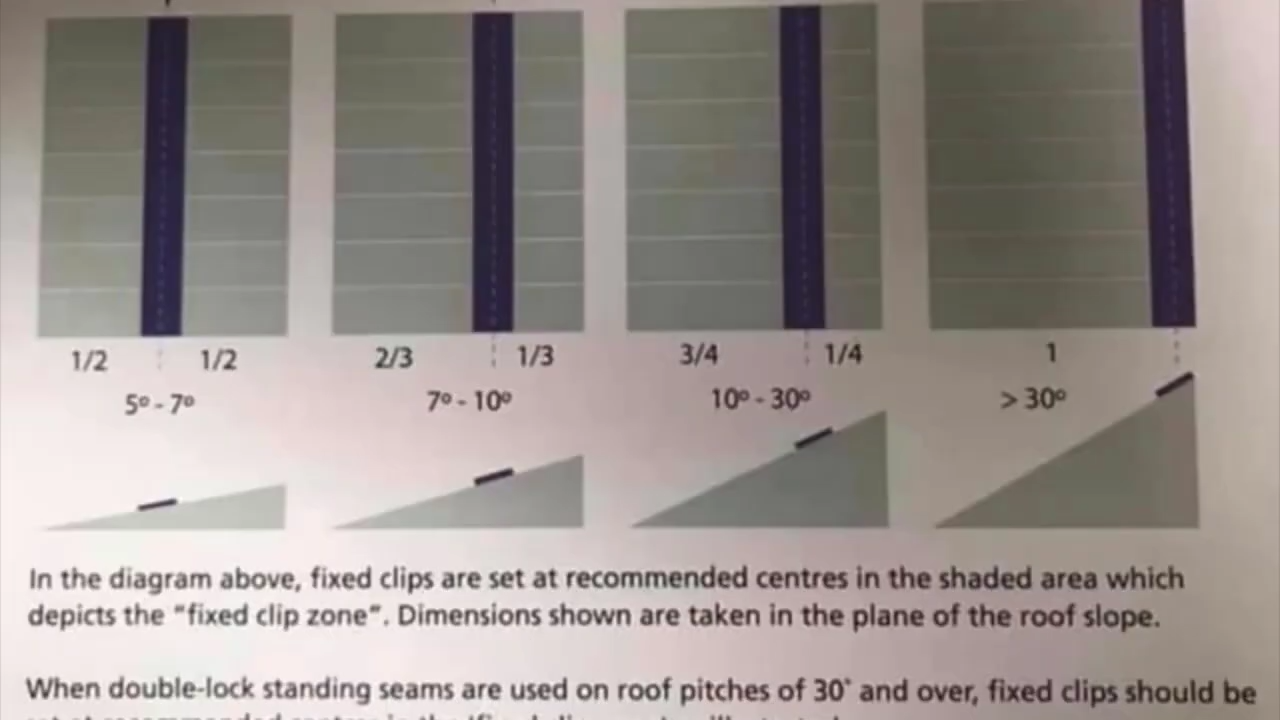 1/2 1/2 2/3 1/3 3/4 1/4 1
5º - 7º 7º - 10º 10º - 30º > 30º
In the diagram above, fixed clips are set at recommended centres in the shaded area which
depicts the "fixed clip zone". Dimensions shown are taken in the plane of the roof slope.
When double-lock standing seams are used on roof pitches of 30° and over, fixed clips should be